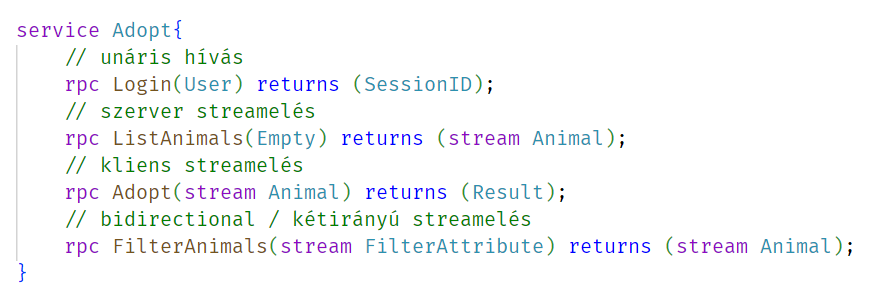 service Adopt{
// unáris hívás
rpc Login(User) returns (SessionID);
// szerver streamelés
rpc ListAnimals(Empty) returns (stream Animal);
// kliens streamelés
rpc Adopt(stream Animal) returns (Result);
// bidirectional / kétirányú streamelés
rpc FilterAnimals(stream FilterAttribute) returns (stream Animal);
}